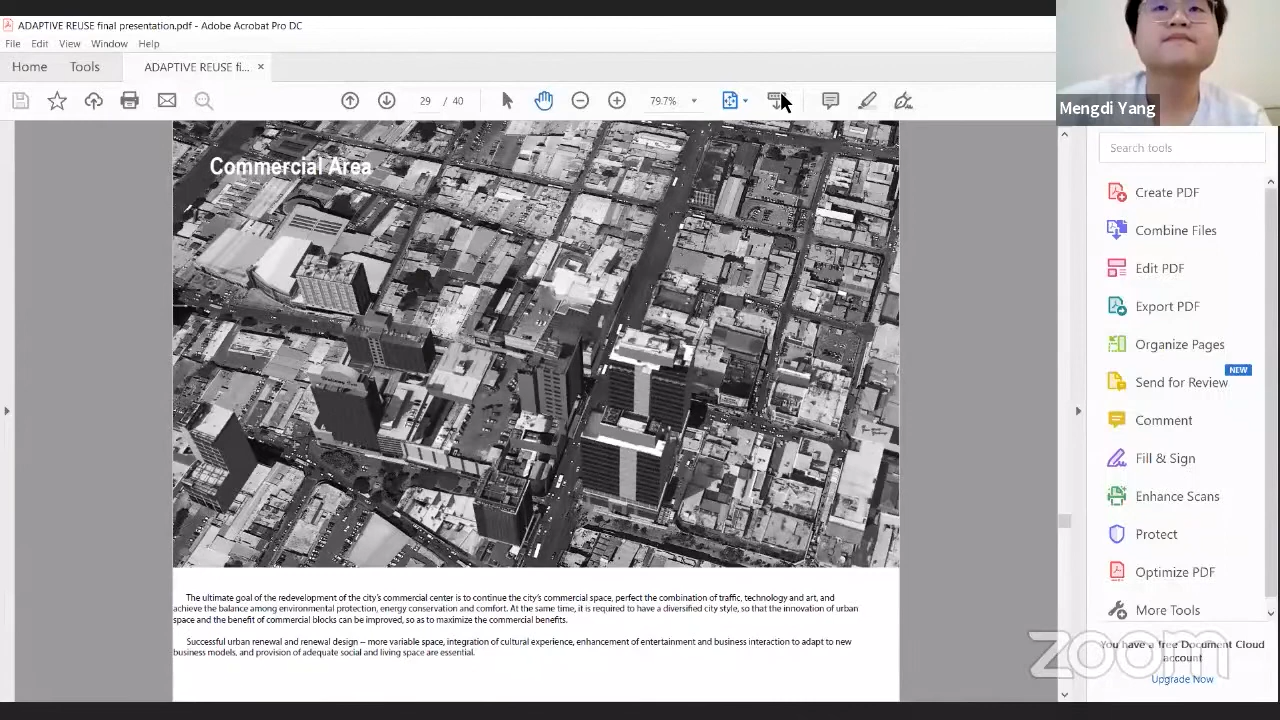 ADAPTIVE REUSE final presentation.pdf - Adobe Acrobat Pro DC
File Edit View Window Help
Home Tools ADAPTIVE REUSE fi... ×
29 / 40 79.7%
Mengdi Yang
Commercial Area
The ultimate goal of the redevelopment of the city's commercial center is to continue the city's commercial space, perfect the combination of traffic, technology and art, and
achieve the balance among environmental protection, energy conservation and comfort. At the same time, it is required to have a diversified city style, so that the innovation of urban
space and the benefit of commercial blocks can be improved, so as to maximize the commercial benefits.
Successful urban renewal and renewal design – more variable space, integration of cultural experience, enhancement of entertainment and business interaction to adapt to new
business models, and provision of adequate social and living space are essential.
Search tools
Create PDF
Combine Files
Edit PDF
Export PDF
Organize Pages
Send for Review NEW
Comment
Fill & Sign
Enhance Scans
Protect
Optimize PDF
More Tools
You have a free Document Cloud
account
Upgrade Now
zoom